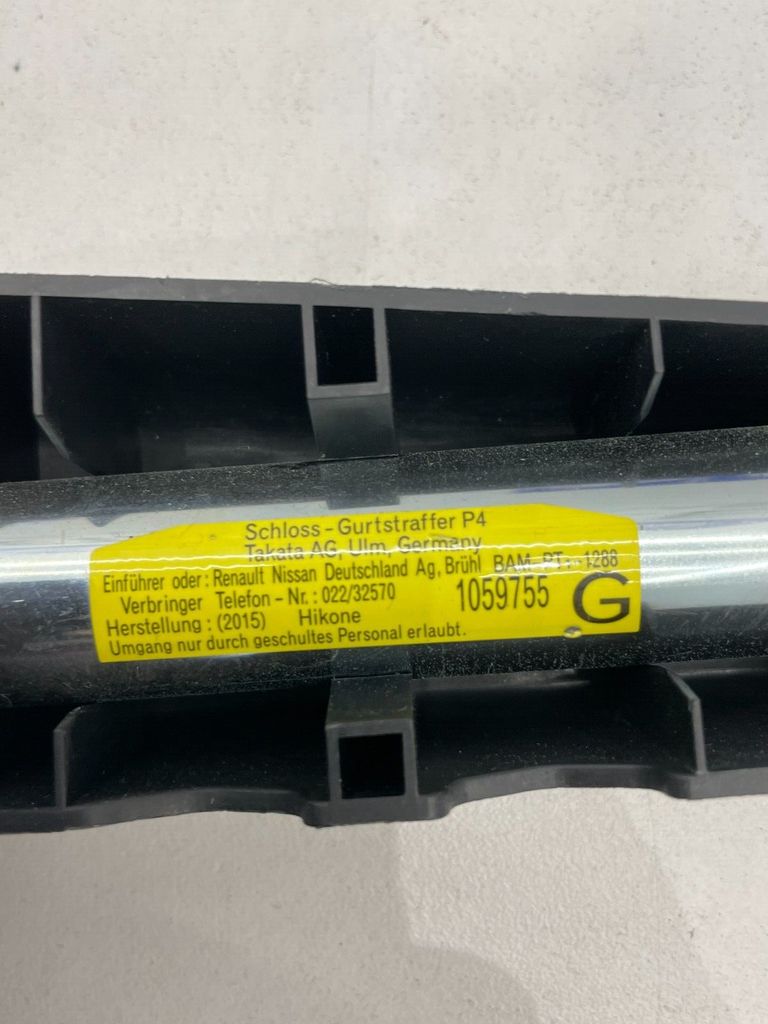 Schloss-Gurtstraffer P4
Takata AG, Ulm, Germany
Einführer oder: Renault Nissan Deutschland Ag, Brühl BAM-PT1-1288
Verbringer Telefon-Nr.: 022/32570 1059755 G
Herstellung: (2015) Hikone
Umgang nur durch geschultes Personal erlaubt.